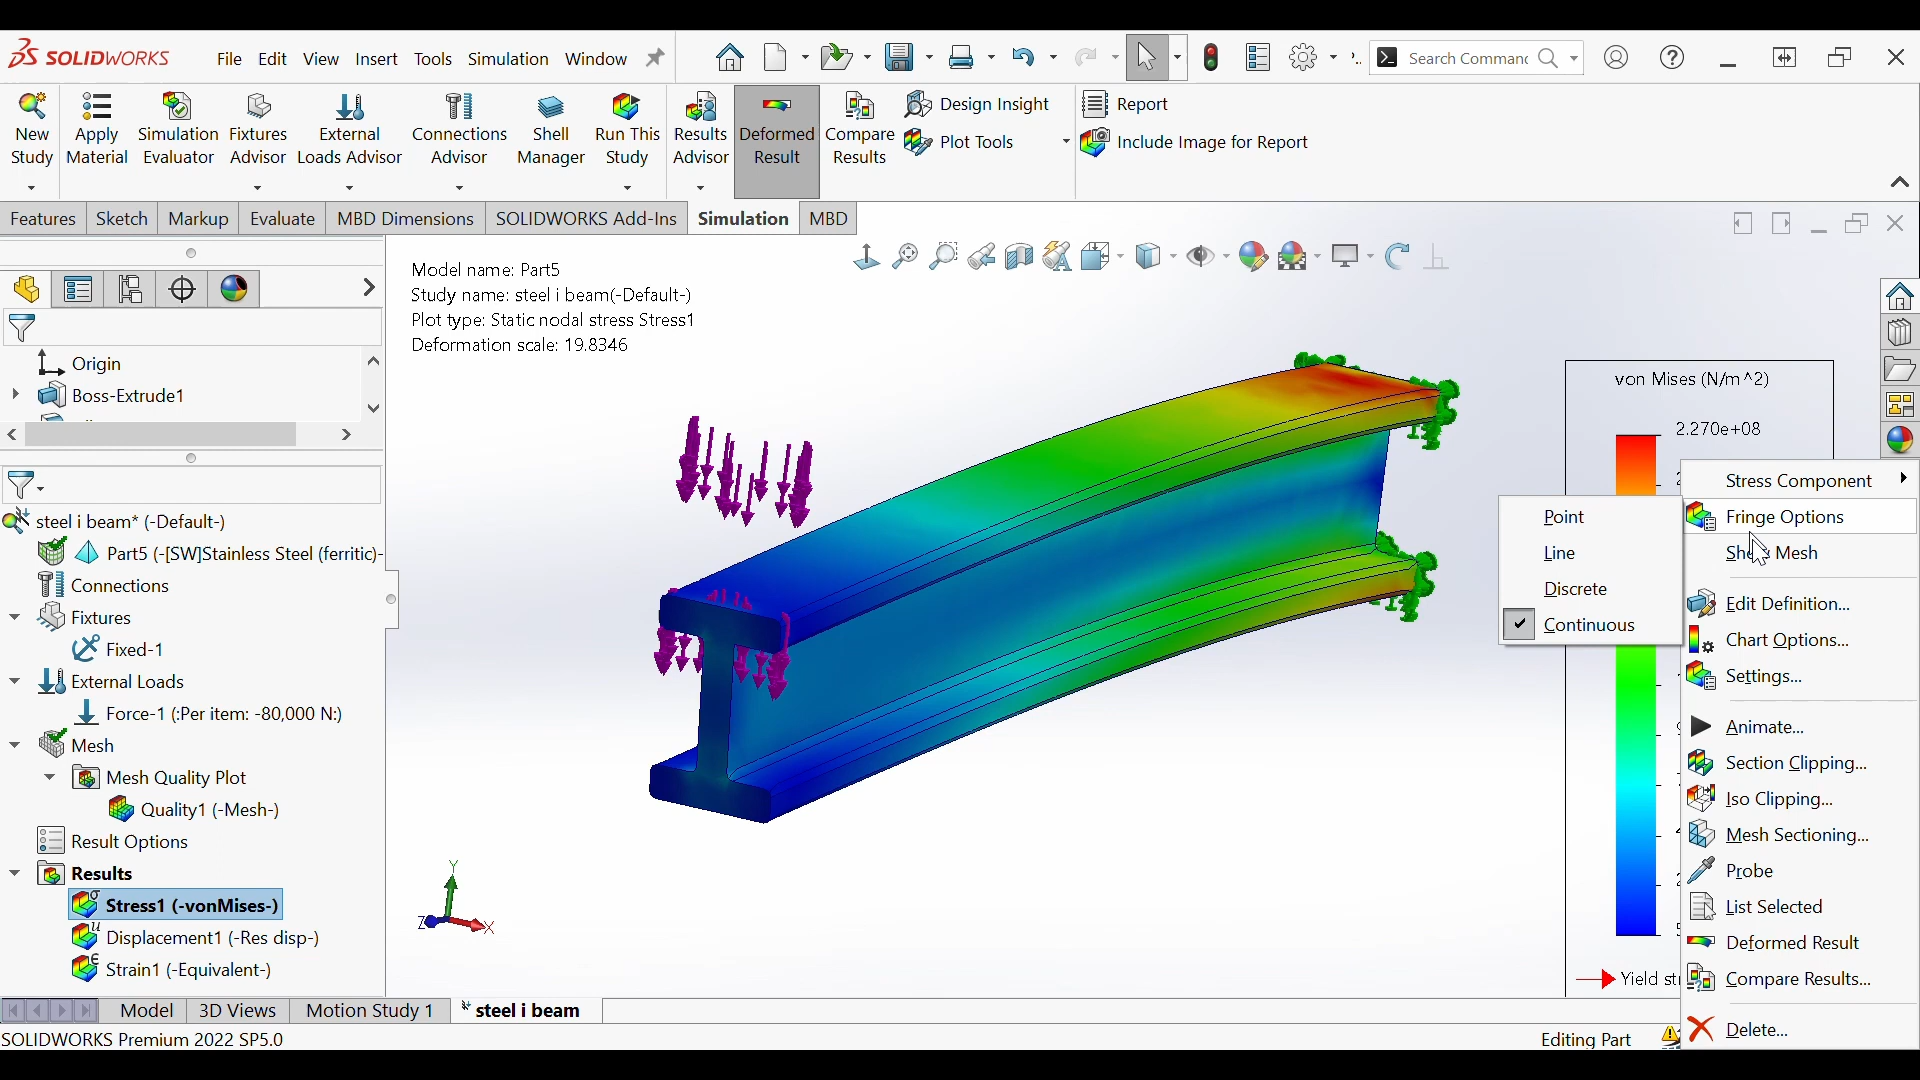 SOLIDWORKS
File Edit View Insert Tools Simulation Window
Search Command
New Study
Apply Material
Simulation Evaluator
Fixtures Advisor
External Loads Advisor
Connections Advisor
Shell Manager
Run This Study
Results Advisor
Deformed Result
Compare Results
Design Insight
Plot Tools
Report
Include Image for Report
Features Sketch Markup Evaluate MBD Dimensions SOLIDWORKS Add-Ins Simulation MBD
Origin
Boss-Extrude1
steel i beam* (-Default-)
Part5 (-[SW]Stainless Steel (ferritic)-
Connections
Fixtures
Fixed-1
External Loads
Force-1 (:Per item: -80,000 N:)
Mesh
Mesh Quality Plot
Quality1 (-Mesh-)
Result Options
Results
Stress1 (-vonMises-)
Displacement1 (-Res disp-)
Strain1 (-Equivalent-)
Model name: Part5
Study name: steel i beam(-Default-)
Plot type: Static nodal stress Stress1
Deformation scale: 19.8346
Y
Z
X
von Mises (N/m^2)
2.270e+08
Yield str
Point
Line
Discrete
Continuous
Stress Component
Fringe Options
Show Mesh
Edit Definition...
Chart Options...
Settings...
Animate...
Section Clipping...
Iso Clipping...
Mesh Sectioning...
Probe
List Selected
Deformed Result
Compare Results...
Delete...
Model 3D Views Motion Study 1 steel i beam
SOLIDWORKS Premium 2022 SP5.0
Editing Part